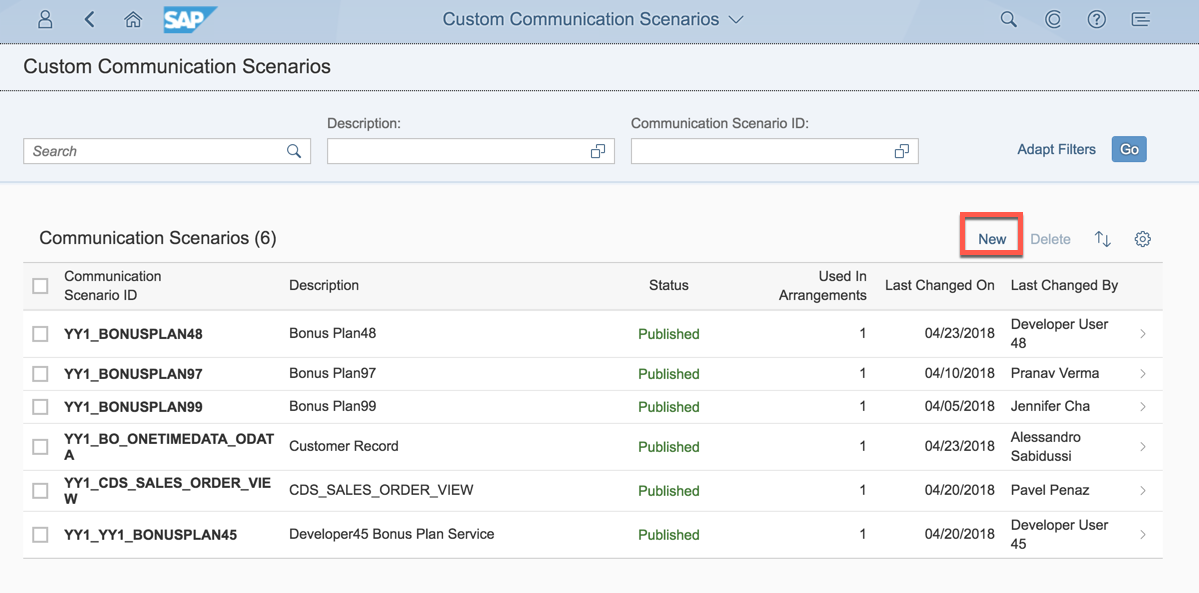 SAP
Custom Communication Scenarios
Custom Communication Scenarios
Description:
Communication Scenario ID:
Search
Adapt Filters
Go
Communication Scenarios (6)
New
Delete
Communication
Scenario ID
Description
Status
Used In
Arrangements
Last Changed On
Last Changed By
YY1_BONUSPLAN48
Bonus Plan48
Published
1
04/23/2018
Developer User
48
YY1_BONUSPLAN97
Bonus Plan97
Published
1
04/10/2018
Pranav Verma
YY1_BONUSPLAN99
Bonus Plan99
Published
1
04/05/2018
Jennifer Cha
YY1_BO_ONETIMEDATA_ODAT
A
Customer Record
Published
1
04/23/2018
Alessandro
Sabidussi
YY1_CDS_SALES_ORDER_VIE
W
CDS_SALES_ORDER_VIEW
Published
1
04/20/2018
Pavel Penaz
YY1_YY1_BONUSPLAN45
Developer45 Bonus Plan Service
Published
1
04/20/2018
Developer User
45